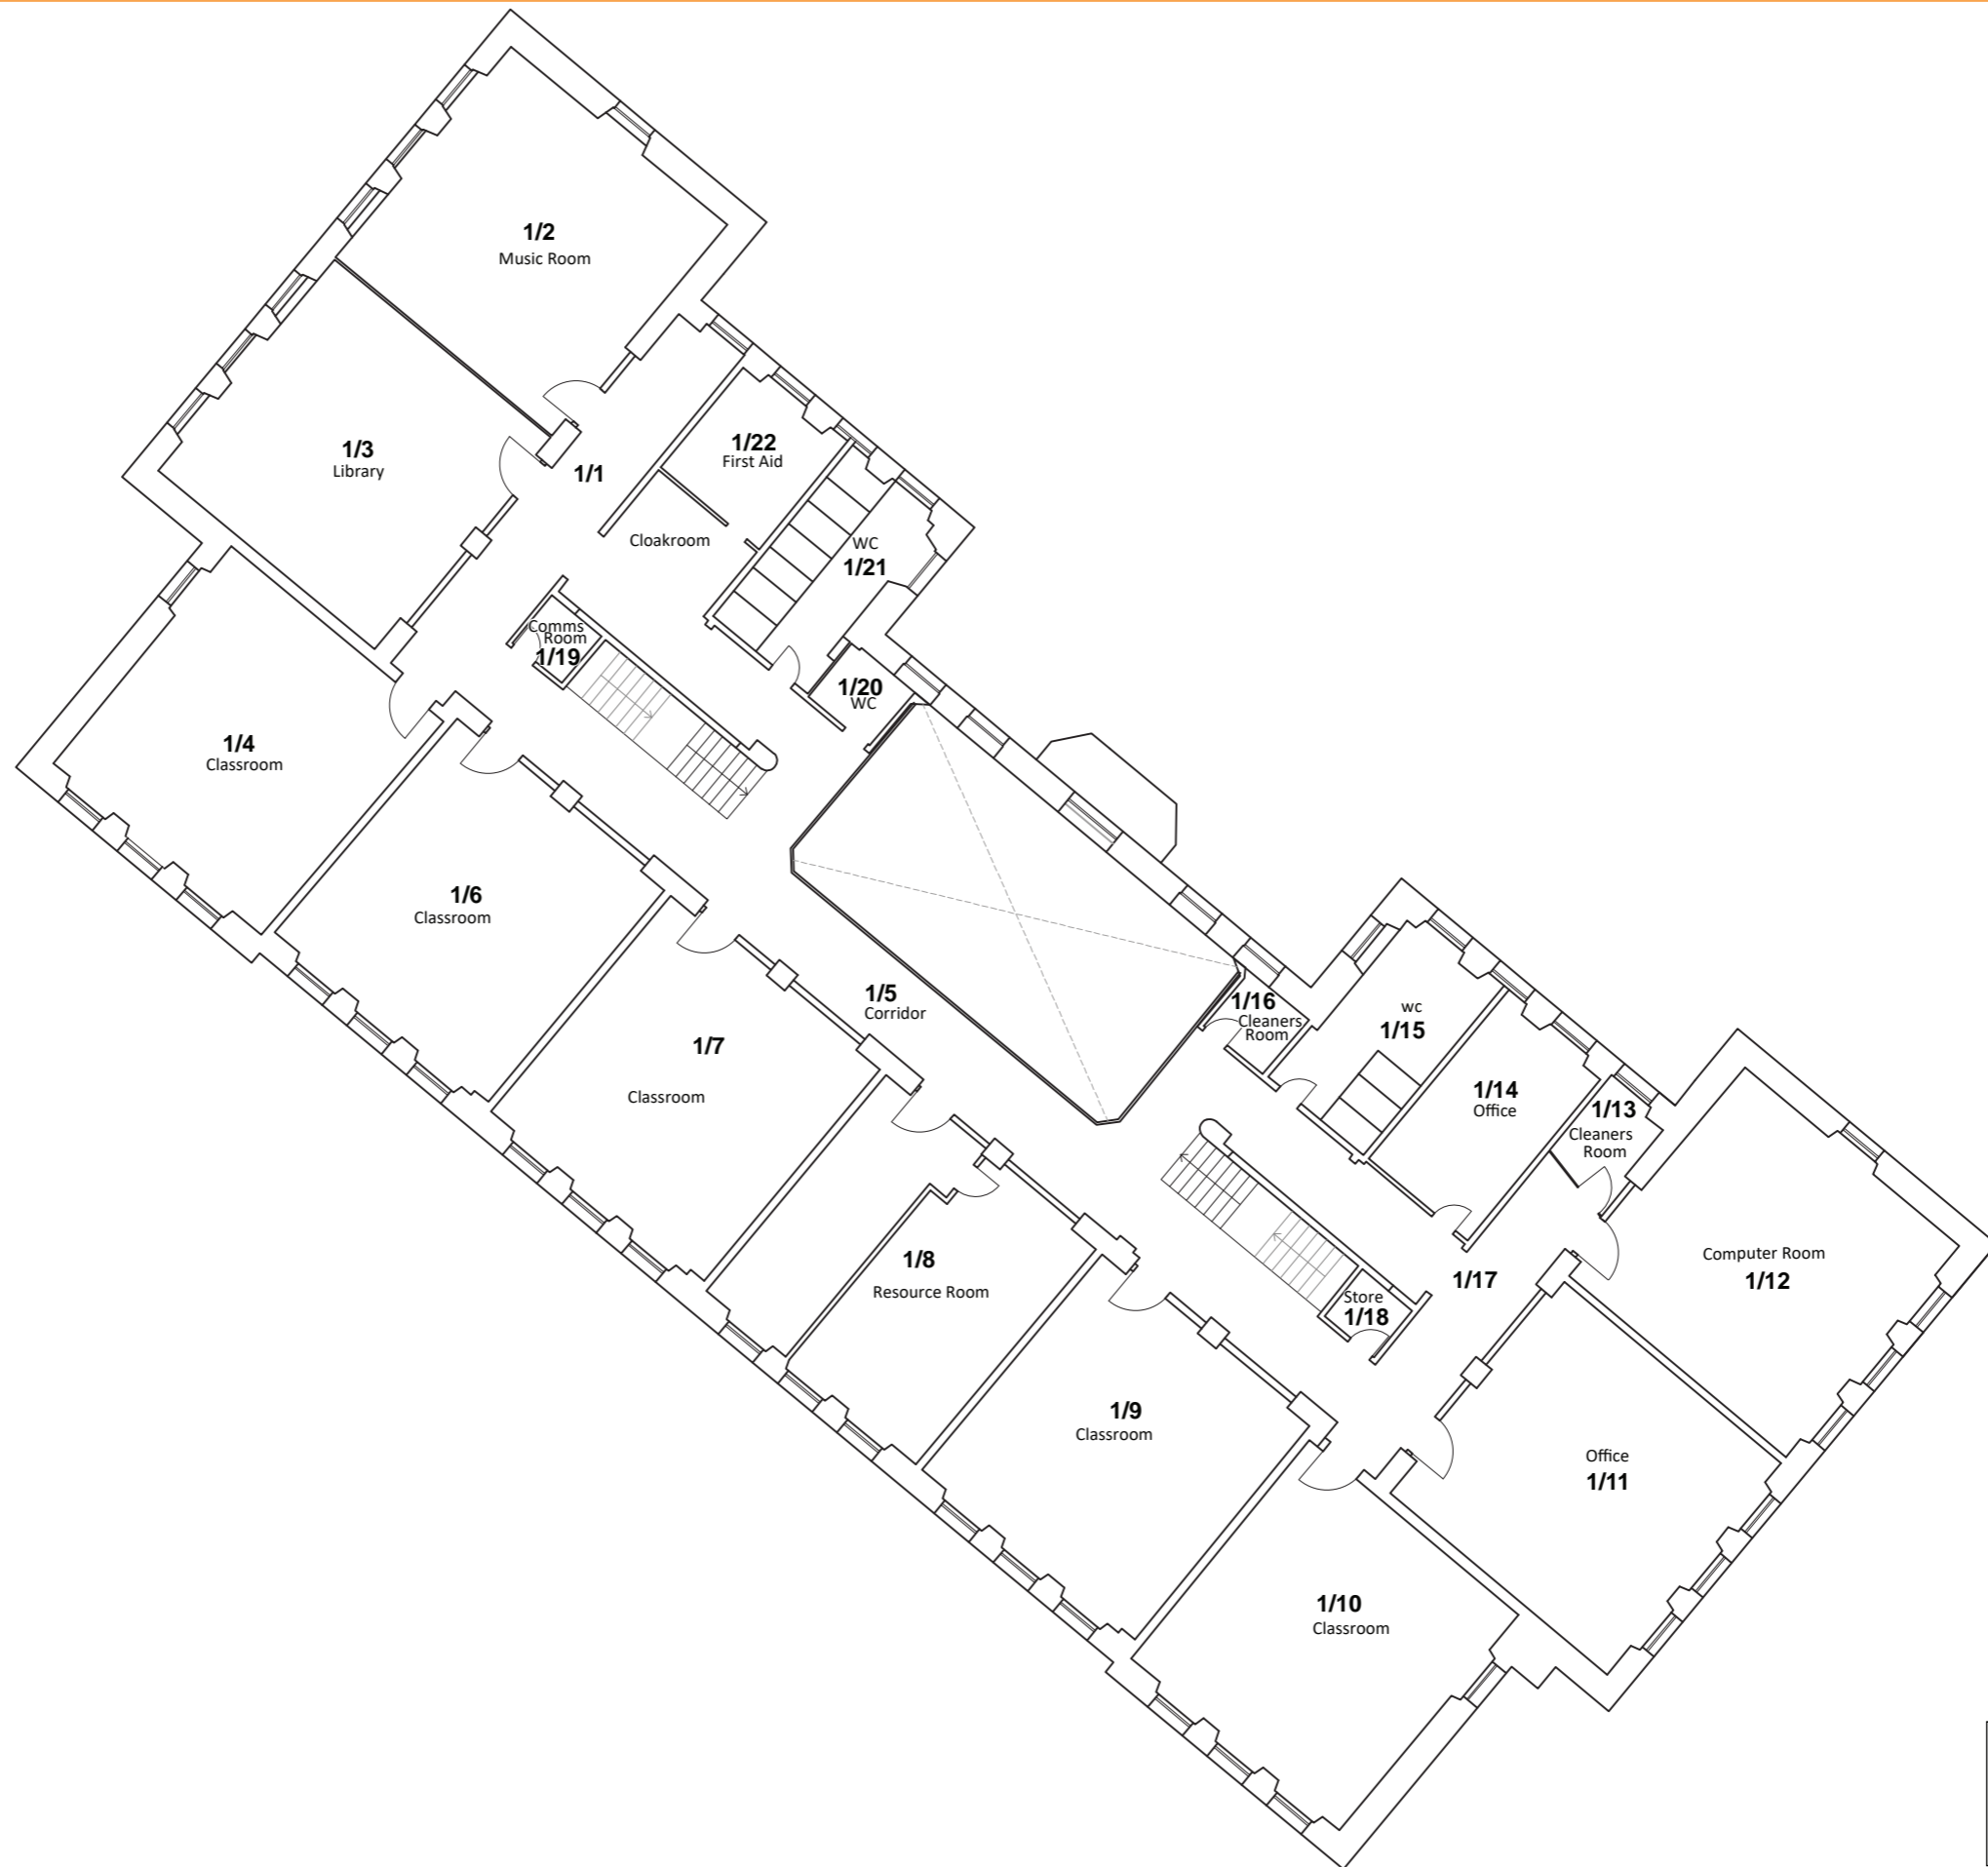 1/2
Music Room
1/3
Library
1/1
1/22
First Aid
Cloakroom
WC
1/21
Comms
Room
1/19
1/20
WC
1/4
Classroom
1/6
Classroom
1/5
Corridor
1/7
Classroom
1/16
Cleaners
Room
wc
1/15
1/14
Office
1/13
Cleaners
Room
Computer Room
1/12
1/8
Resource Room
1/17
Store
1/18
1/9
Classroom
Office
1/11
1/10
Classroom